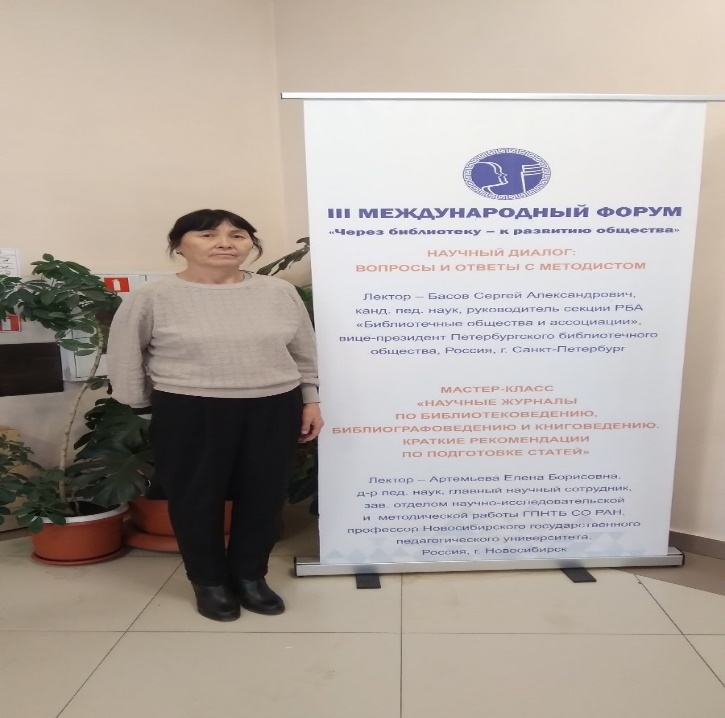 III МЕЖДУНАРОДНЫЙ ФОРУМ
«Через библиотеку – к развитию общества»
НАУЧНЫЙ ДИАЛОГ:
ВОПРОСЫ И ОТВЕТЫ С МЕТОДИСТОМ
Лектор – Басов Сергей Александрович,
канд. пед. наук, руководитель секции РБА
«Библиотечные общества и ассоциации»,
вице-президент Петербургского библиотечного
общества, Россия, г. Санкт-Петербург
МАСТЕР-КЛАСС
«НАУЧНЫЕ ЖУРНАЛЫ
ПО БИБЛИОТЕКОВЕДЕНИЮ,
БИБЛИОГРАФОВЕДЕНИЮ И КНИГОВЕДЕНИЮ.
КРАТКИЕ РЕКОМЕНДАЦИИ
ПО ПОДГОТОВКЕ СТАТЕЙ»
Лектор – Артемьева Елена Борисовна,
д-р пед. наук, главный научный сотрудник,
зав. отделом научно-исследовательской
и методической работы ГПНТБ СО РАН,
профессор Новосибирского государственного
педагогического университета,
Россия, г. Новосибирск